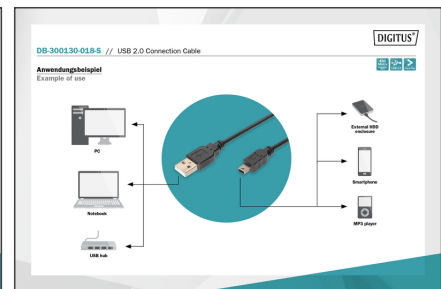 DIGITUS®
DB-300130-018-S // USB 2.0 Connection Cable
Anwendungsbeispiel
Example of use
PC
Notebook
USB hub
External HDD
enclosure
Smartphone
MP3 player